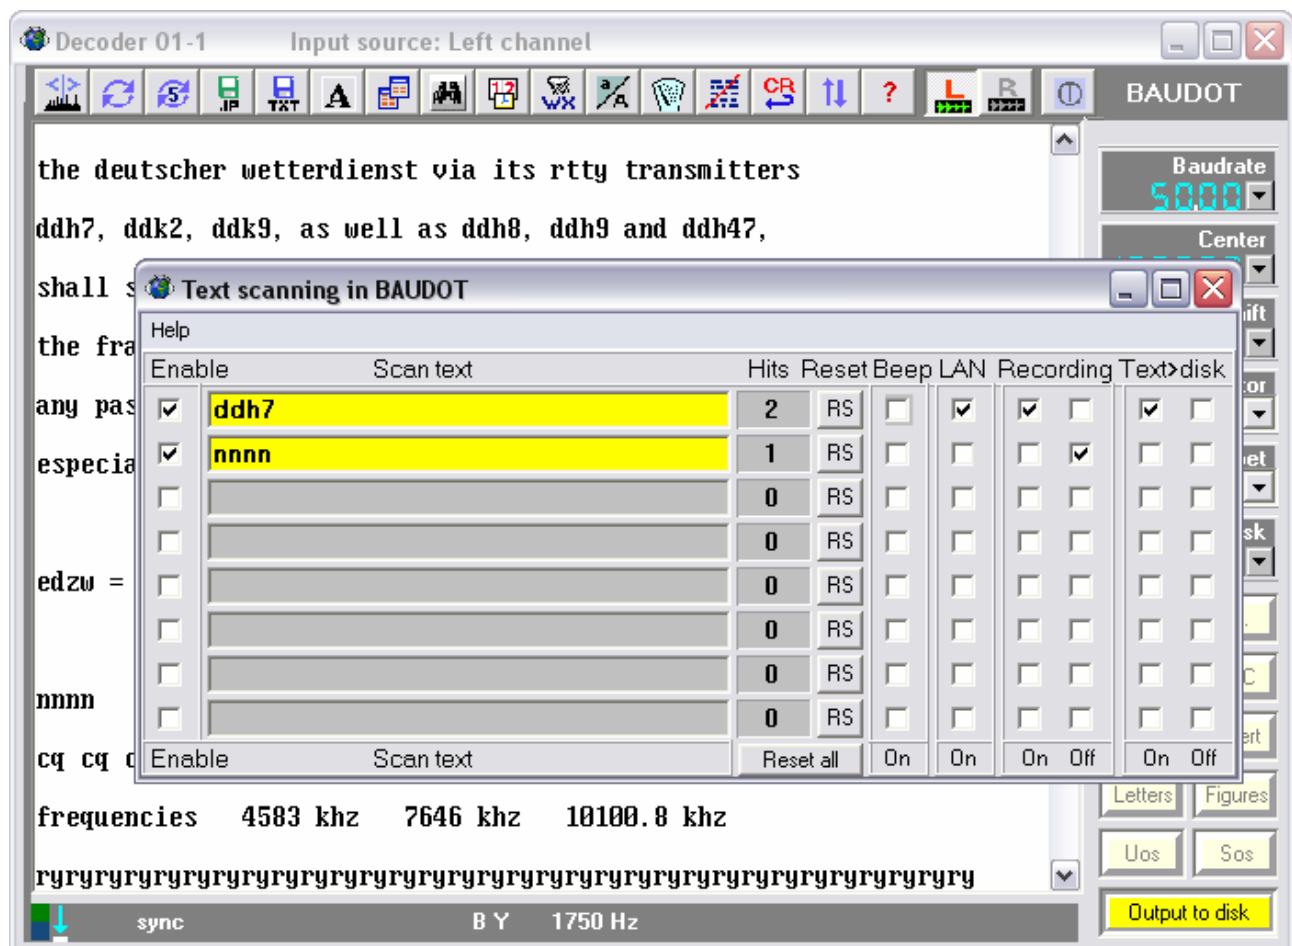 Decoder 01-1 Input source: Left channel
BAUDOT
the deutscher wetterdienst via its rtty transmitters
Baudrate
50.00
ddh7, ddk2, ddk9, as well as ddh8, ddh9 and ddh47,
Center
shall s
Text scanning in BAUDOT
ift
Help
the fra
Enable Scan text Hits Reset Beep LAN Recording Text>disk
tor
any pas
ddh7 2 RS
nnnn 1 RS
especia
et
0 RS
0 RS
sk
edzw =
0 RS
0 RS
0 RS
C
nnnn
0 RS
ert
cq cq
Enable Scan text Reset all On On On Off On Off
Letters Figures
frequencies 4583 khz 7646 khz 10100.8 khz
Uos Sos
ryryryryryryryryryryryryryryryryryryryryryryryryryryryryryryryry
Output to disk
sync B Y 1750 Hz